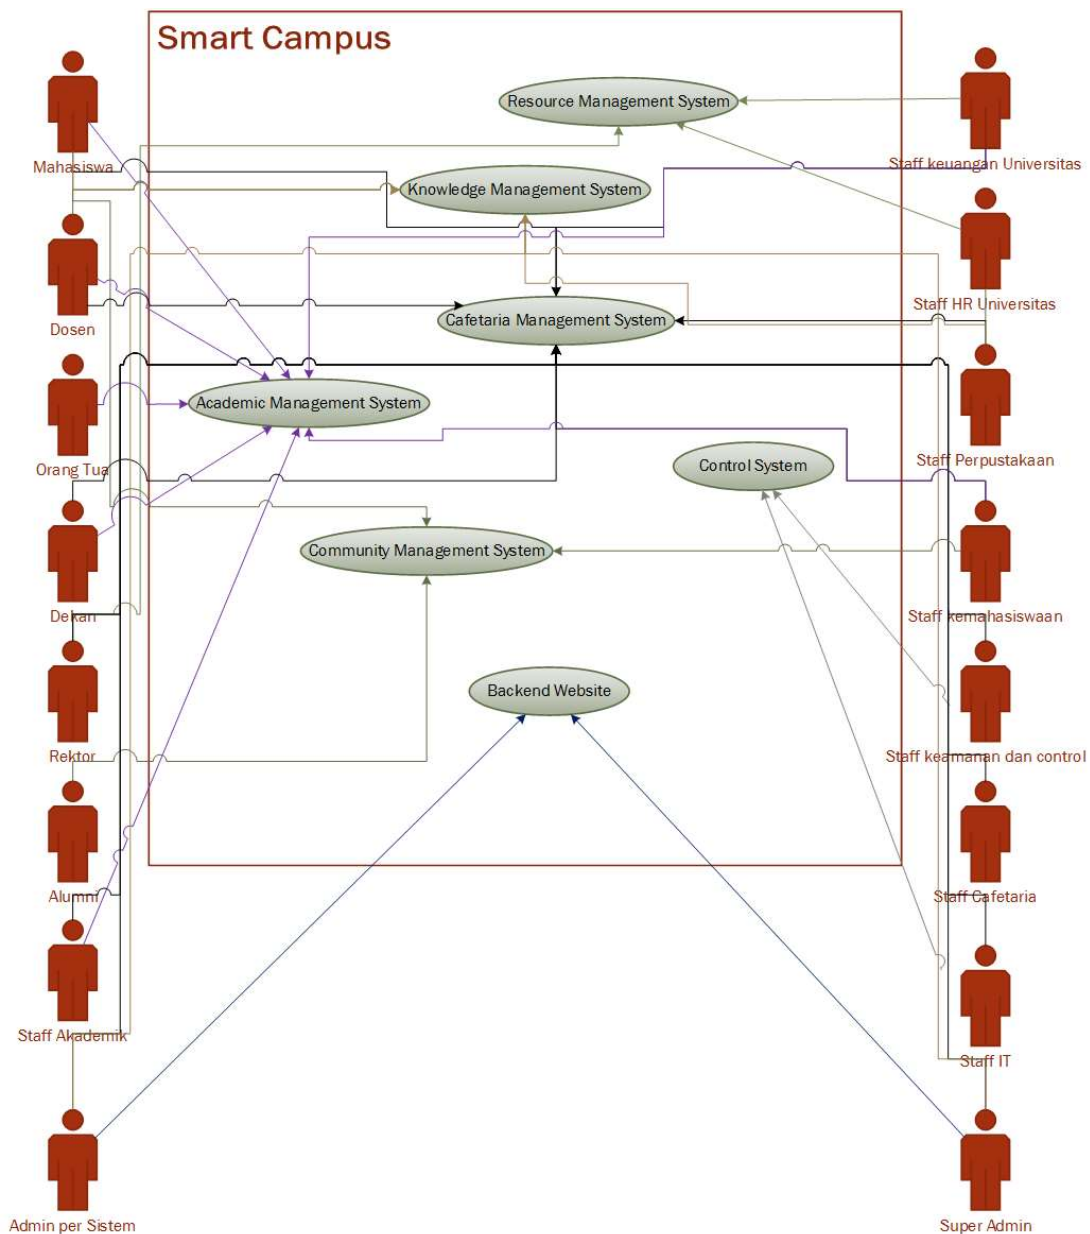 Smart Campus
Resource Management System
Mahasiswa
Staff keuangan Universitas
Knowledge Management System
Staff HR Universitas
Cafetaria Management System
Dosen
Academic Management System
Orang Tua
Staff Perpustakaan
Control System
Community Management System
Dekan
Staff kemahasiswaan
Backend Website
Rektor
Staff keamanan dan control
Alumni
Staff Cafetaria
Staff Akademik
Staff IT
Admin per Sistem
Super Admin